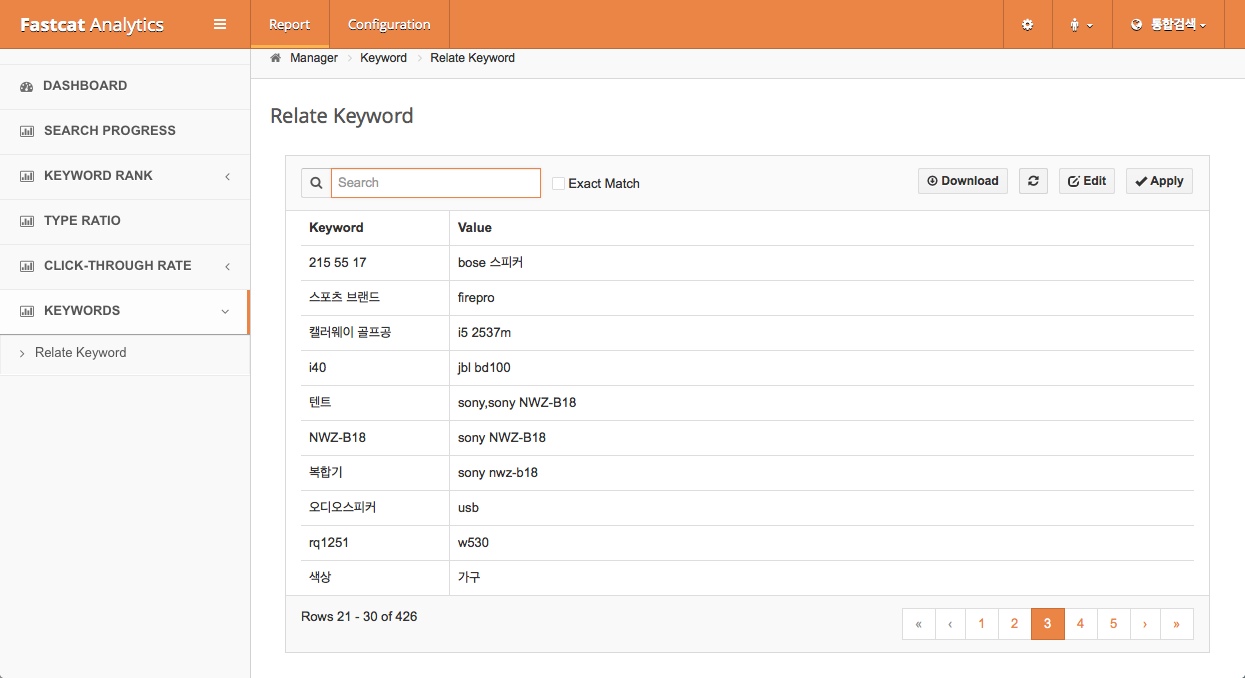 Fastcat Analytics Report Configuration 통합검색
Manager Keyword Relate Keyword
DASHBOARD
SEARCH PROGRESS
KEYWORD RANK
TYPE RATIO
CLICK-THROUGH RATE
KEYWORDS
Relate Keyword
Relate Keyword
Search Exact Match Download Edit Apply
Keyword Value
215 55 17 bose 스피커
스포츠 브랜드 firepro
캘러웨이 골프공 i5 2537m
i40 jbl bd100
텐트 sony,sony NWZ-B18
NWZ-B18 sony NWZ-B18
복합기 sony nwz-b18
오디오스피커 usb
rq1251 w530
색상 가구
Rows 21 - 30 of 426 « ‹ 1 2 3 4 5 › »